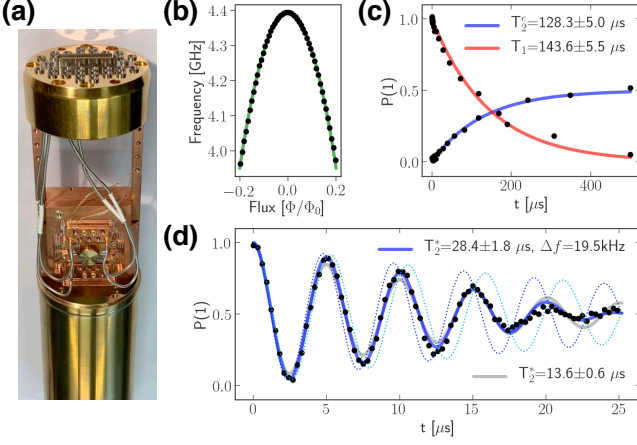 (a)
(b)
4.4
4.3
4.2
4.1
4.0
Frequency [GHz]
−0.2
0.0
0.2
Flux [Φ/Φ₀]
(c)
1.0
0.5
0.0
P(1)
T₂ᵉ=128.3±5.0 μs
T₁=143.6±5.5 μs
0
200
400
t [μs]
(d)
1.0
0.5
0.0
P(1)
T₂*=28.4±1.8 μs, Δf=19.5kHz
T₂*=13.6±0.6 μs
0
5
10
15
20
25
t [μs]